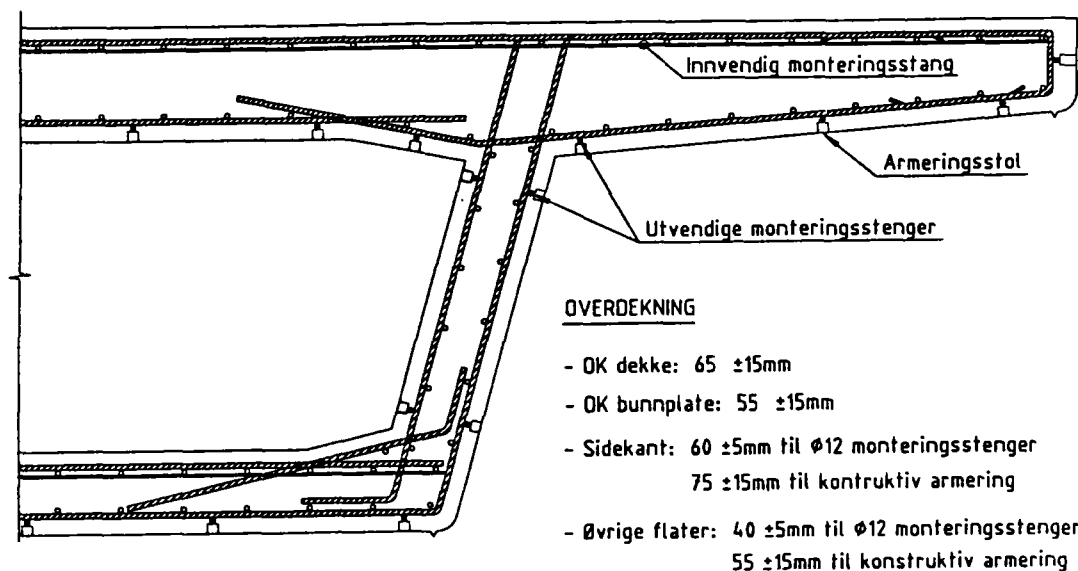 Innvendig monteringsstang
Armeringsstol
Utvendige monteringsstenger
OVERDEKNING
- OK dekke: 65 ±15mm
- OK bunnplate: 55 ±15mm
- Sidekant: 60 ±5mm til ø12 monteringsstenger
75 ±15mm til kontruktiv armering
- Øvrige flater: 40 ±5mm til ø12 monteringsstenger
55 ±15mm til konstruktiv armering